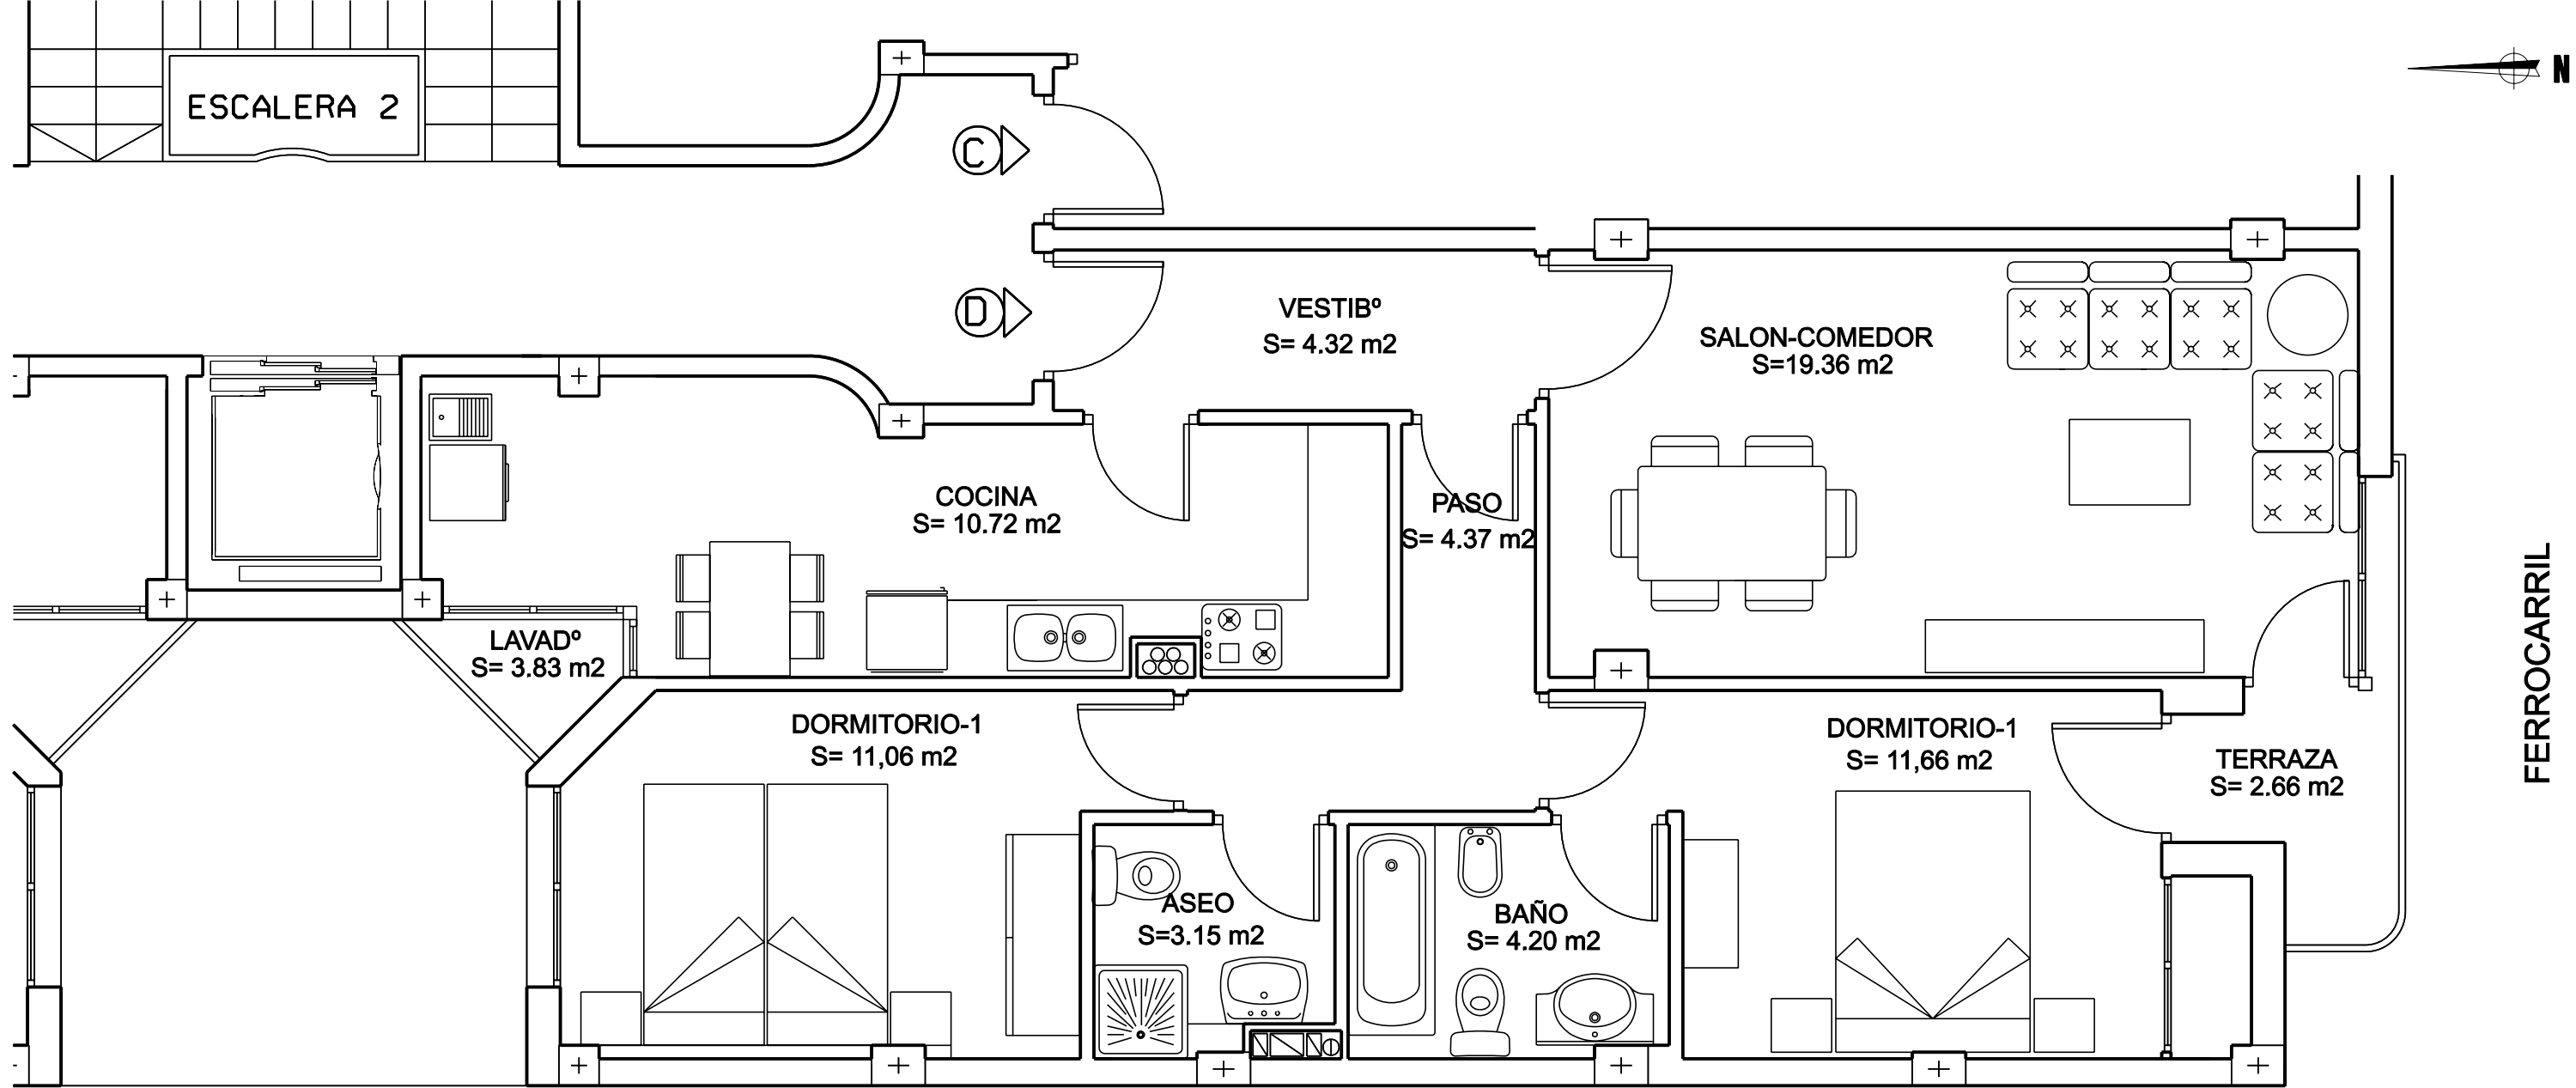 ESCALERA 2
N
C
D
VESTIBº
S= 4.32 m2
SALON-COMEDOR
S=19.36 m2
COCINA
S= 10.72 m2
PASO
S= 4.37 m2
LAVADº
S= 3.83 m2
DORMITORIO-1
S= 11,06 m2
DORMITORIO-1
S= 11,66 m2
TERRAZA
S= 2.66 m2
ASEO
S=3.15 m2
BAÑO
S= 4.20 m2
FERROCARRIL